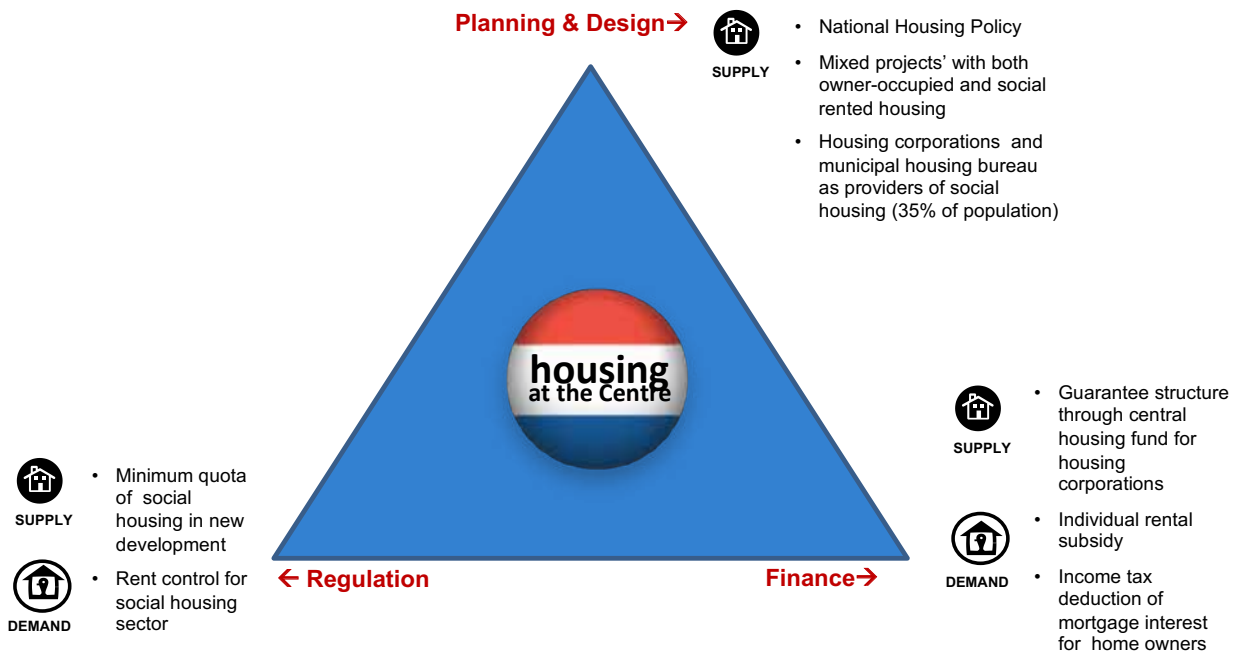 Planning & Design→
SUPPLY
• National Housing Policy
• Mixed projects’ with both
owner-occupied and social
rented housing
• Housing corporations and
municipal housing bureau
as providers of social
housing (35% of population)
housing
at the Centre
SUPPLY
• Guarantee structure
through central
housing fund for
housing
corporations
DEMAND
• Individual rental
subsidy
• Income tax
deduction of
mortgage interest
for home owners
SUPPLY
• Minimum quota
of social
housing in new
development
DEMAND
• Rent control for
social housing
sector
← Regulation
Finance→